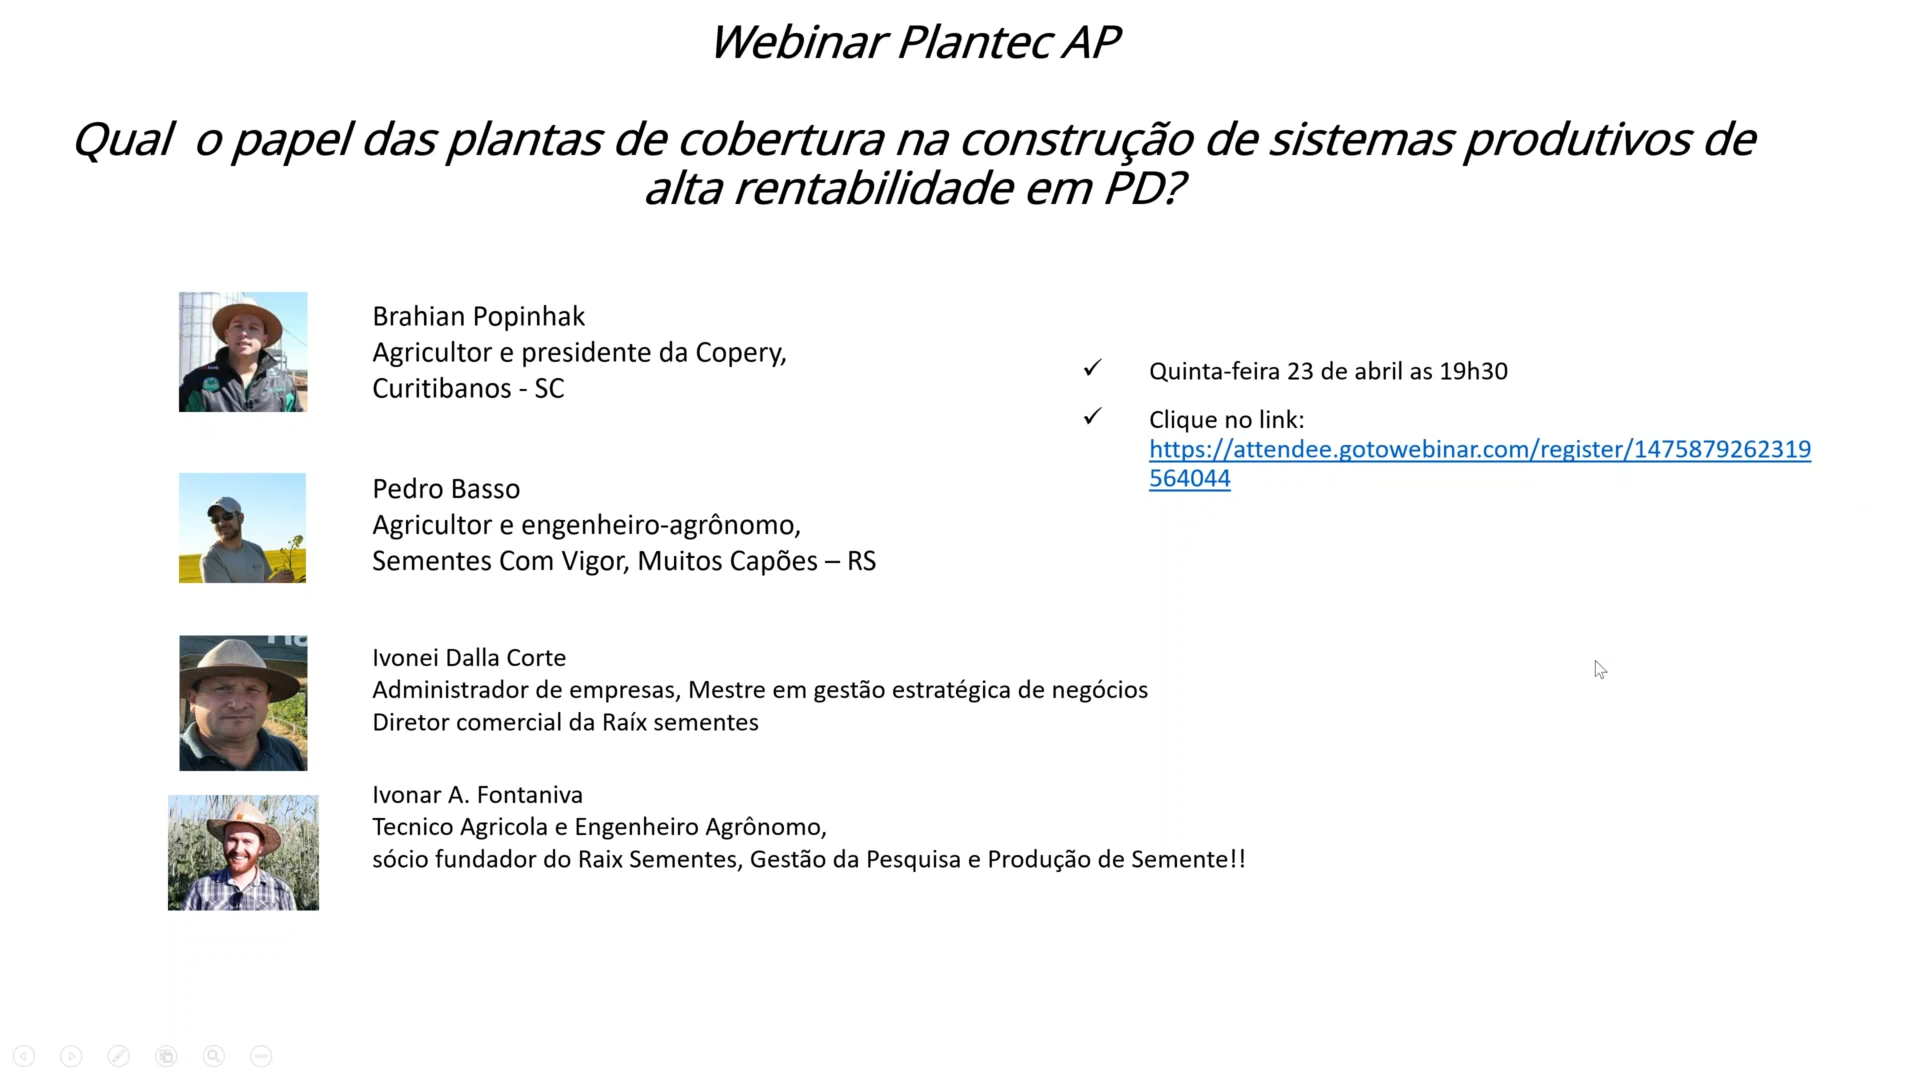 Webinar Plantec AP
Qual  o papel das plantas de cobertura na construção de sistemas produtivos de
alta rentabilidade em PD?
Brahian Popinhak
Agricultor e presidente da Copery,
Curitibanos - SC
Pedro Basso
Agricultor e engenheiro-agrônomo,
Sementes Com Vigor, Muitos Capões – RS
Ivonei Dalla Corte
Administrador de empresas, Mestre em gestão estratégica de negócios
Diretor comercial da Raíx sementes
Ivonar A. Fontaniva
Tecnico Agricola e Engenheiro Agrônomo,
sócio fundador do Raix Sementes, Gestão da Pesquisa e Produção de Semente!!
✓ Quinta-feira 23 de abril as 19h30
✓ Clique no link:
https://attendee.gotowebinar.com/register/1475879262319
564044